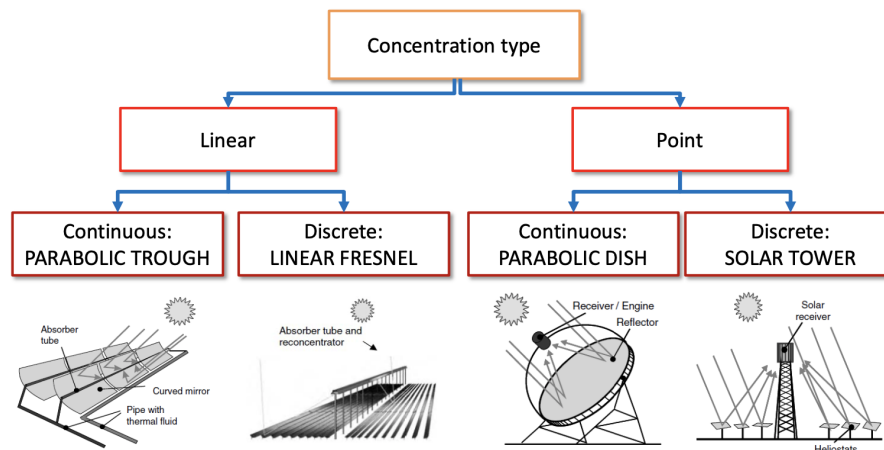 Concentration type
Linear
Point
Continuous:
PARABOLIC TROUGH
Discrete:
LINEAR FRESNEL
Continuous:
PARABOLIC DISH
Discrete:
SOLAR TOWER
Absorber
tube
Curved mirror
Pipe with
thermal fluid
Absorber tube and
reconcentrator
Receiver / Engine
Reflector
Solar
receiver
Heliostats